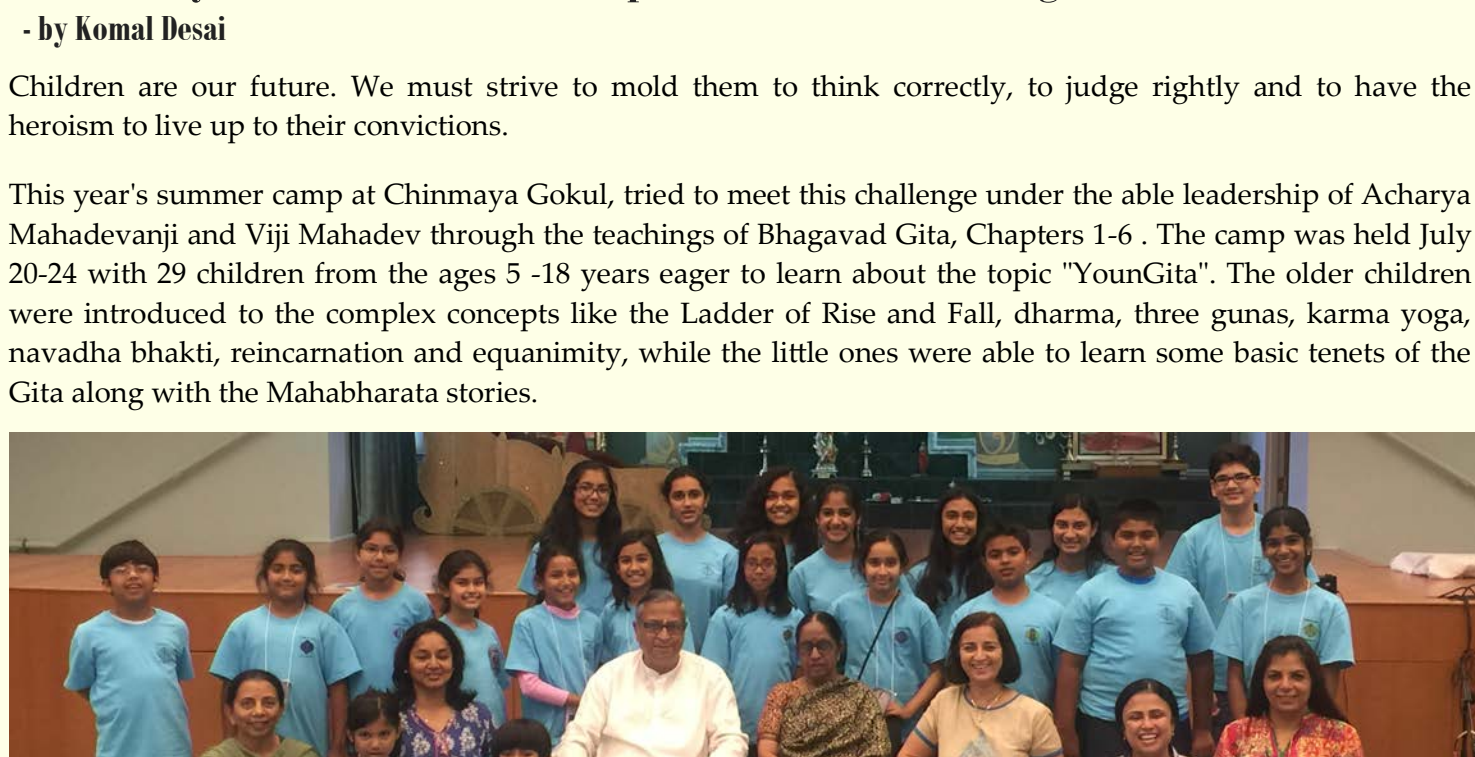 - by Komal Desai
Children are our future. We must strive to mold them to think correctly, to judge rightly and to have the
heroism to live up to their convictions.
This year's summer camp at Chinmaya Gokul, tried to meet this challenge under the able leadership of Acharya
Mahadevanji and Viji Mahadev through the teachings of Bhagavad Gita, Chapters 1-6 . The camp was held July
20-24 with 29 children from the ages 5 -18 years eager to learn about the topic "YounGita". The older children
were introduced to the complex concepts like the Ladder of Rise and Fall, dharma, three gunas, karma yoga,
navadha bhakti, reincarnation and equanimity, while the little ones were able to learn some basic tenets of the
Gita along with the Mahabharata stories.